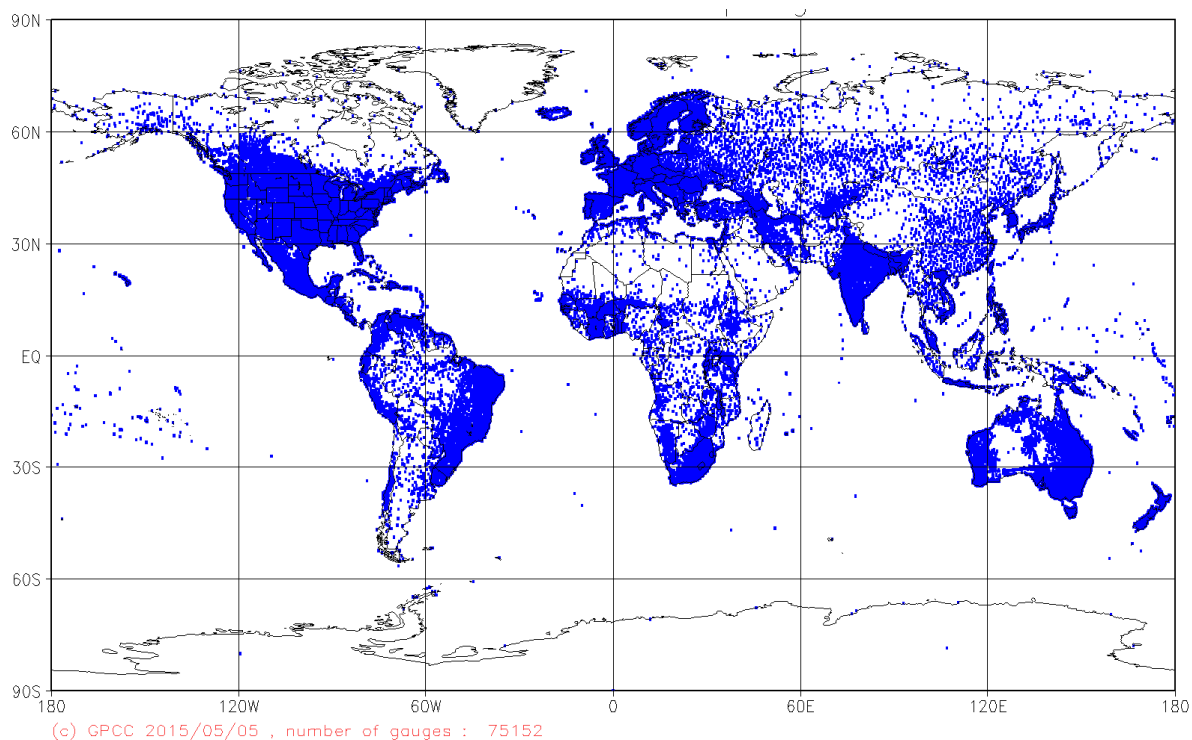 90N
60N
30N
EQ
30S
60S
90S
180 120W 60W 0 60E 120E 180
(c) GPCC 2015/05/05 , number of gauges : 75152